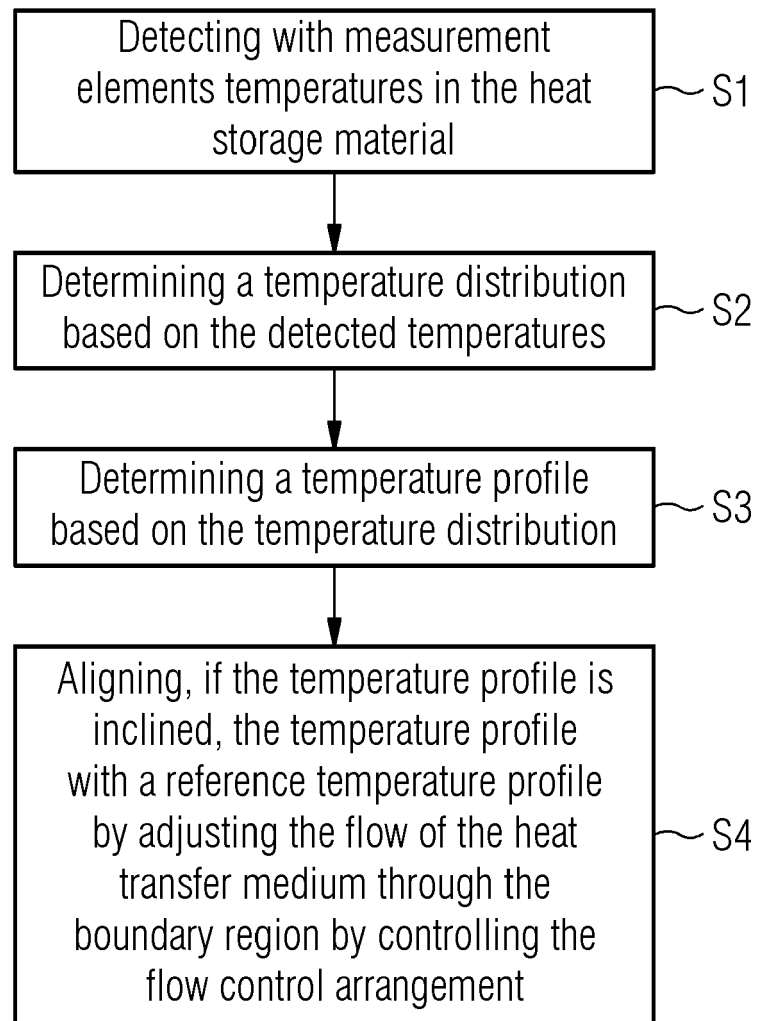 Detecting with measurement
elements temperatures in the heat
storage material
S1
Determining a temperature distribution
based on the detected temperatures
S2
Determining a temperature profile
based on the temperature distribution
S3
Aligning, if the temperature profile is
inclined, the temperature profile
with a reference temperature profile
by adjusting the flow of the heat
transfer medium through the
boundary region by controlling the
flow control arrangement
S4